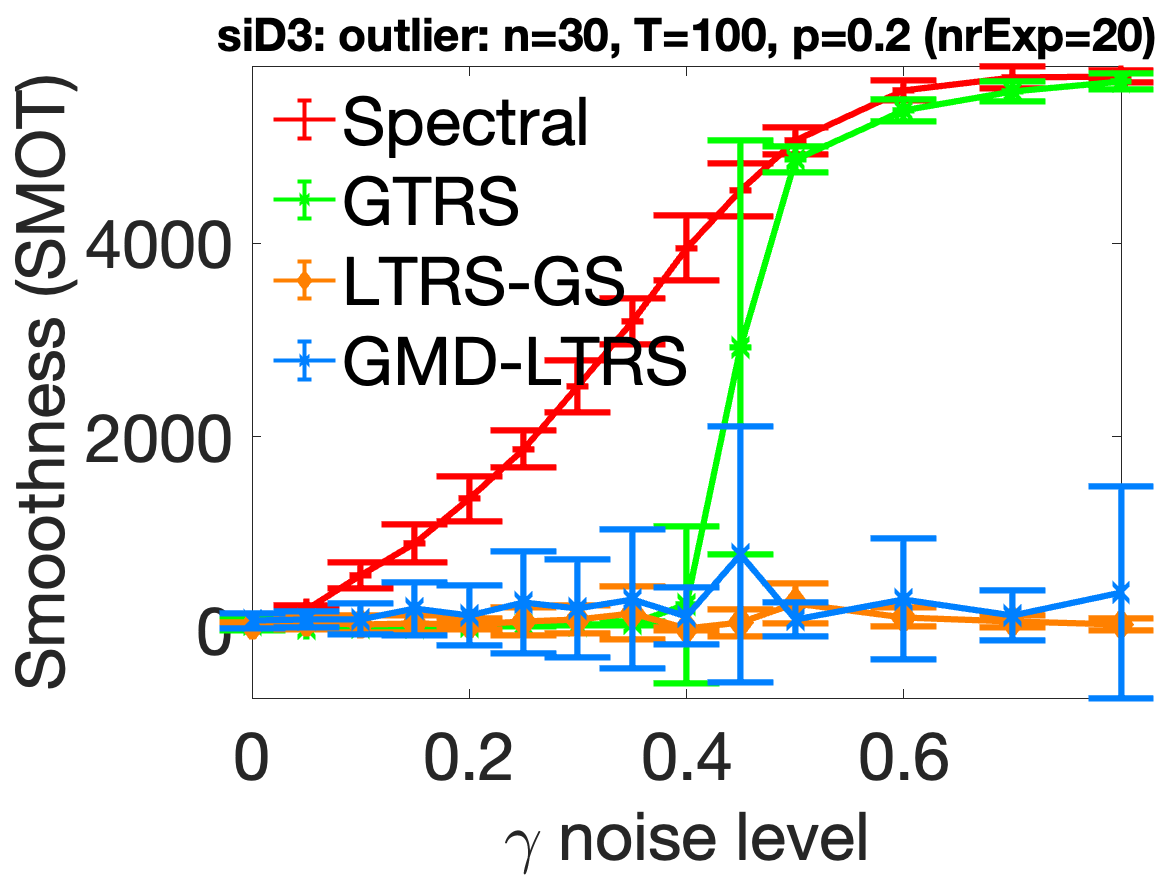 siD3: outlier: n=30, T=100, p=0.2 (nrExp=20)
Smoothness (SMOT)
4000
2000
0
Spectral
GTRS
LTRS-GS
GMD-LTRS
0 0.2 0.4 0.6
γ noise level